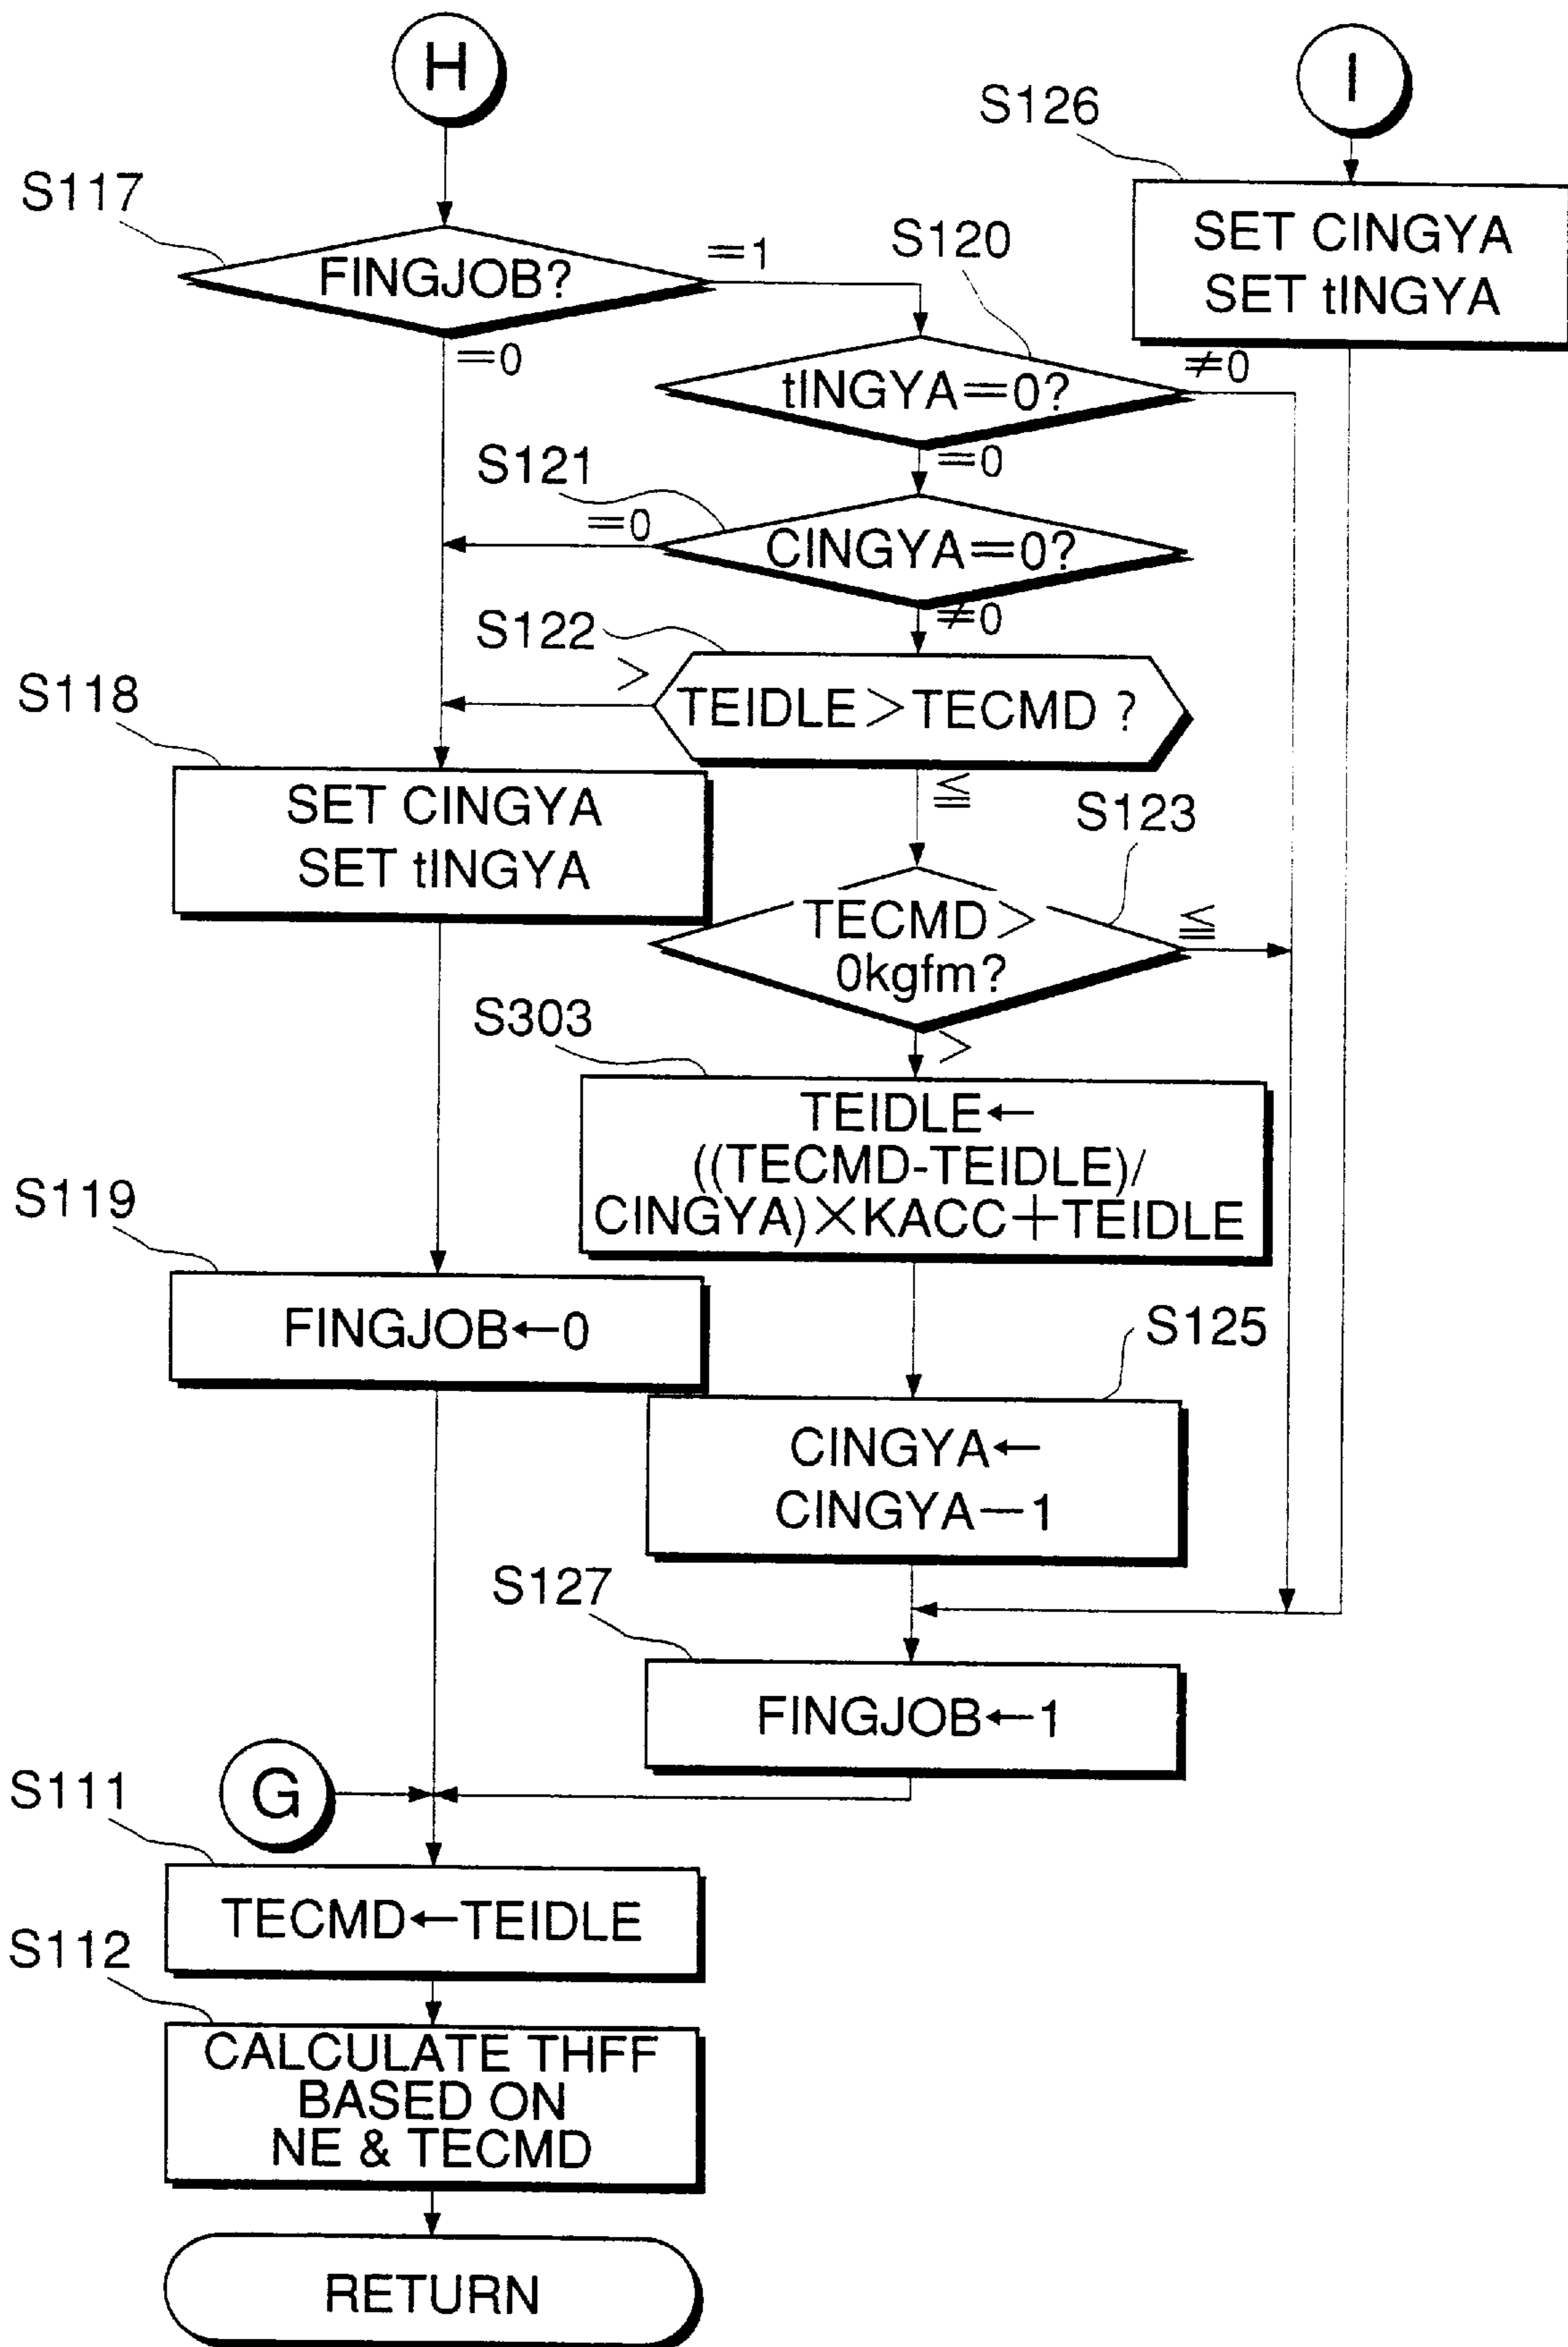 H
I
S126
SET CINGYA
SET tINGYA
S117
FINGJOB?
=1
=0
S120
tINGYA=0?
≠0
=0
S121
=0
CINGYA=0?
≠0
S122
>
TEIDLE>TECMD ?
≦
S118
SET CINGYA
SET tINGYA
S123
TECMD>
0kgfm?
≦
>
S303
TEIDLE←
((TECMD-TEIDLE)/
CINGYA)×KACC+TEIDLE
S119
FINGJOB←0
S125
CINGYA←
CINGYA−1
S127
FINGJOB←1
G
S111
TECMD←TEIDLE
S112
CALCULATE THFF
BASED ON
NE & TECMD
RETURN